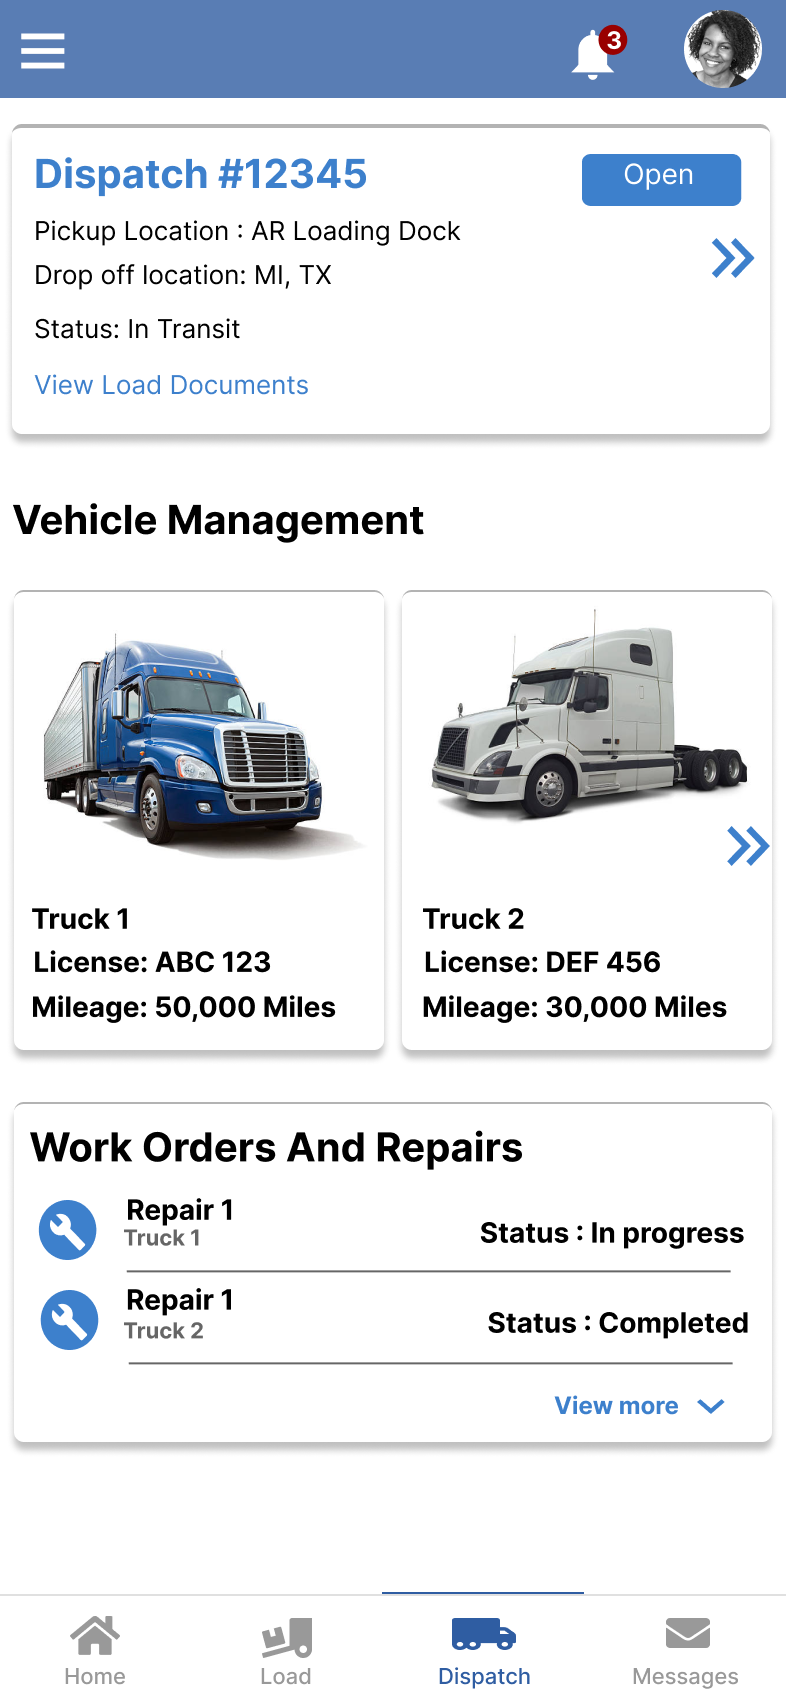 3
Dispatch #12345
Open
Pickup Location : AR Loading Dock
Drop off location: MI, TX
Status: In Transit
View Load Documents
Vehicle Management
Truck 1
License: ABC 123
Mileage: 50,000 Miles
Truck 2
License: DEF 456
Mileage: 30,000 Miles
Work Orders And Repairs
Repair 1
Truck 1
Status : In progress
Repair 1
Truck 2
Status : Completed
View more
Home
Load
Dispatch
Messages